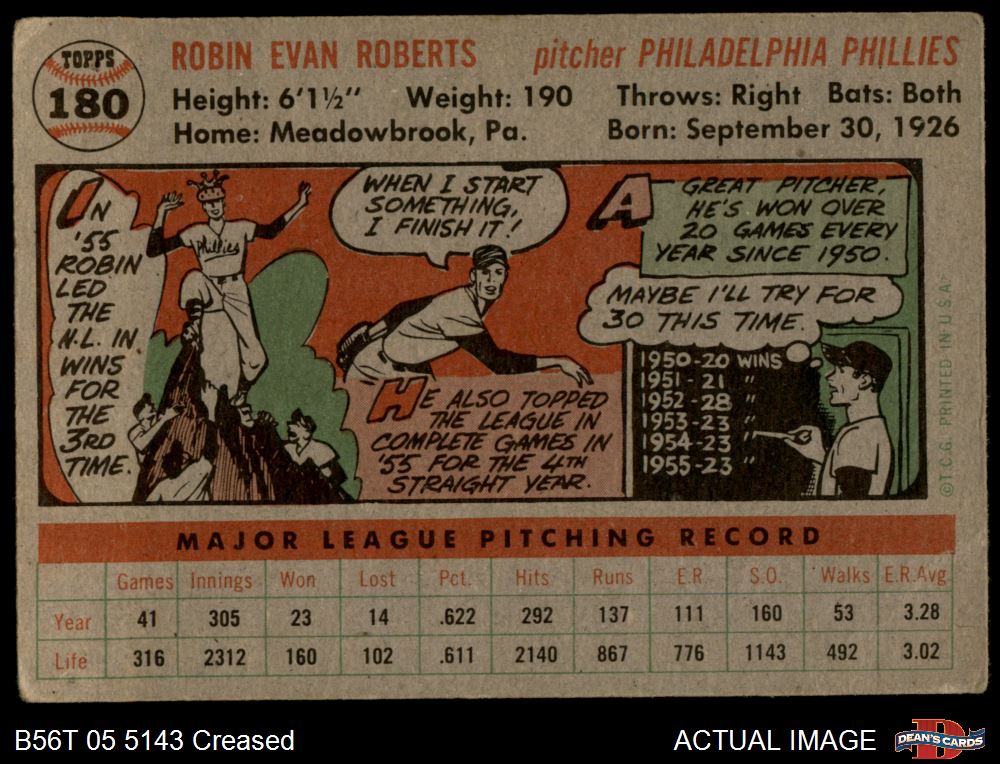 TOPPS
180
ROBIN EVAN ROBERTS pitcher PHILADELPHIA PHILLIES
Height: 6'1½" Weight: 190 Throws: Right Bats: Both
Home: Meadowbrook, Pa. Born: September 30, 1926
IN
'55
ROBIN
LED
THE
N.L. IN
WINS
FOR
THE
3RD
TIME.
Phillies
WHEN I START
SOMETHING,
I FINISH IT!
HE ALSO TOPPED
THE LEAGUE IN
COMPLETE GAMES IN
'55 FOR THE 4TH
STRAIGHT YEAR.
A GREAT PITCHER,
HE'S WON OVER
20 GAMES EVERY
YEAR SINCE 1950.
MAYBE I'LL TRY FOR
30 THIS TIME.
1950-20 WINS
1951-21 "
1952-28 "
1953-23 "
1954-23 "
1955-23 "
©T.C.G. PRINTED IN U.S.A.
MAJOR LEAGUE PITCHING RECORD
Games Innings Won Lost Pct. Hits Runs E.R. S.O. Walks E.R.Avg.
Year 41 305 23 14 .622 292 137 111 160 53 3.28
Life 316 2312 160 102 .611 2140 867 776 1143 492 3.02
B56T 05 5143 Creased ACTUAL IMAGE
DEAN'S CARDS